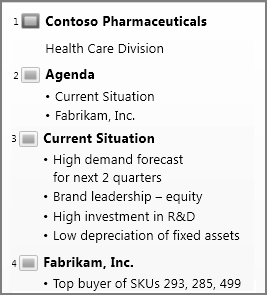 1 Contoso Pharmaceuticals
Health Care Division
2 Agenda
• Current Situation
• Fabrikam, Inc.
3 Current Situation
• High demand forecast
for next 2 quarters
• Brand leadership – equity
• High investment in R&D
• Low depreciation of fixed assets
4 Fabrikam, Inc.
• Top buyer of SKUs 293, 285, 499